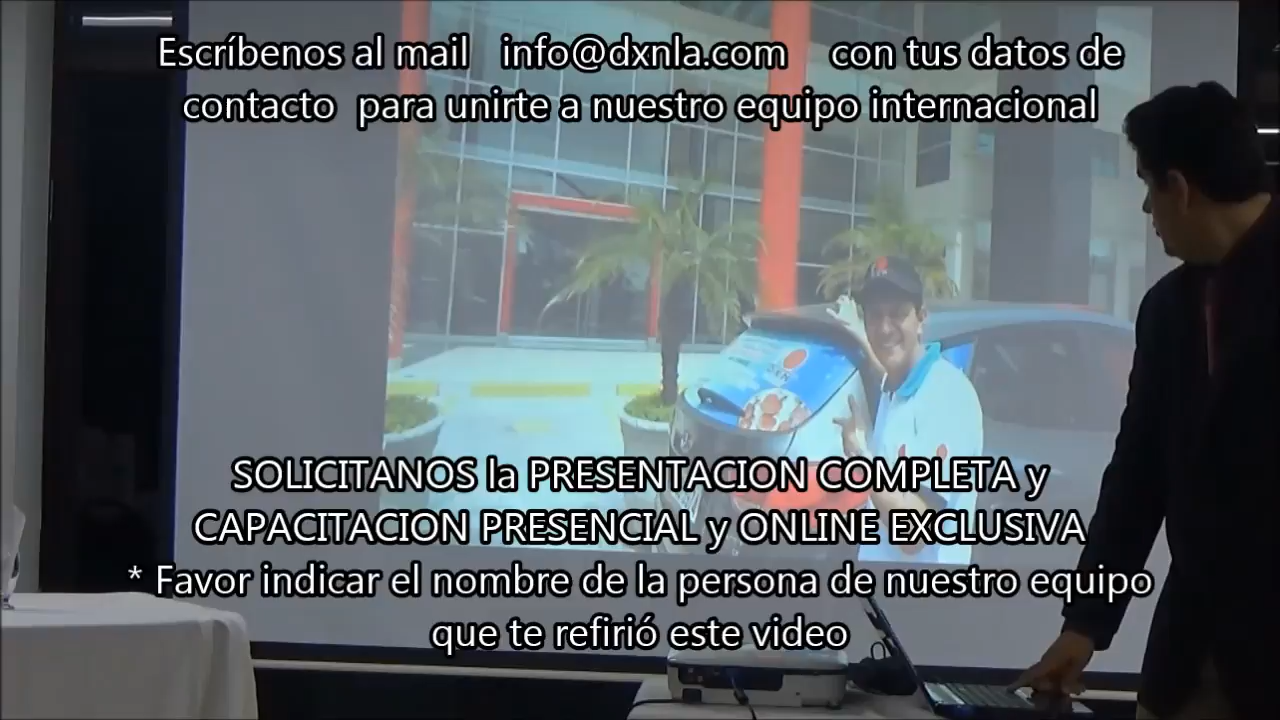 Escríbenos al mail info@dxnla.com con tus datos de
contacto para unirte a nuestro equipo internacional
SOLICITANOS la PRESENTACION COMPLETA y
CAPACITACION PRESENCIAL y ONLINE EXCLUSIVA
* Favor indicar el nombre de la persona de nuestro equipo
que te refirió este video